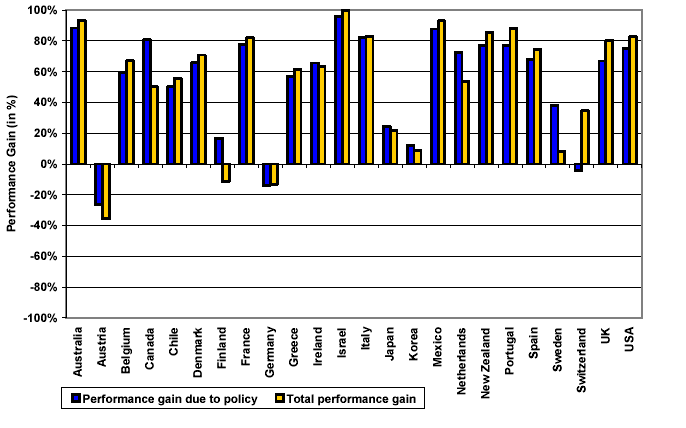 100%
80%
60%
40%
20%
0%
-20%
-40%
-60%
-80%
-100%
Performance Gain (in %)
Australia
Austria
Belgium
Canada
Chile
Denmark
Finland
France
Germany
Greece
Ireland
Israel
Italy
Japan
Korea
Mexico
Netherlands
New Zealand
Portugal
Spain
Sweden
Switzerland
UK
USA
Performance gain due to policy
Total performance gain